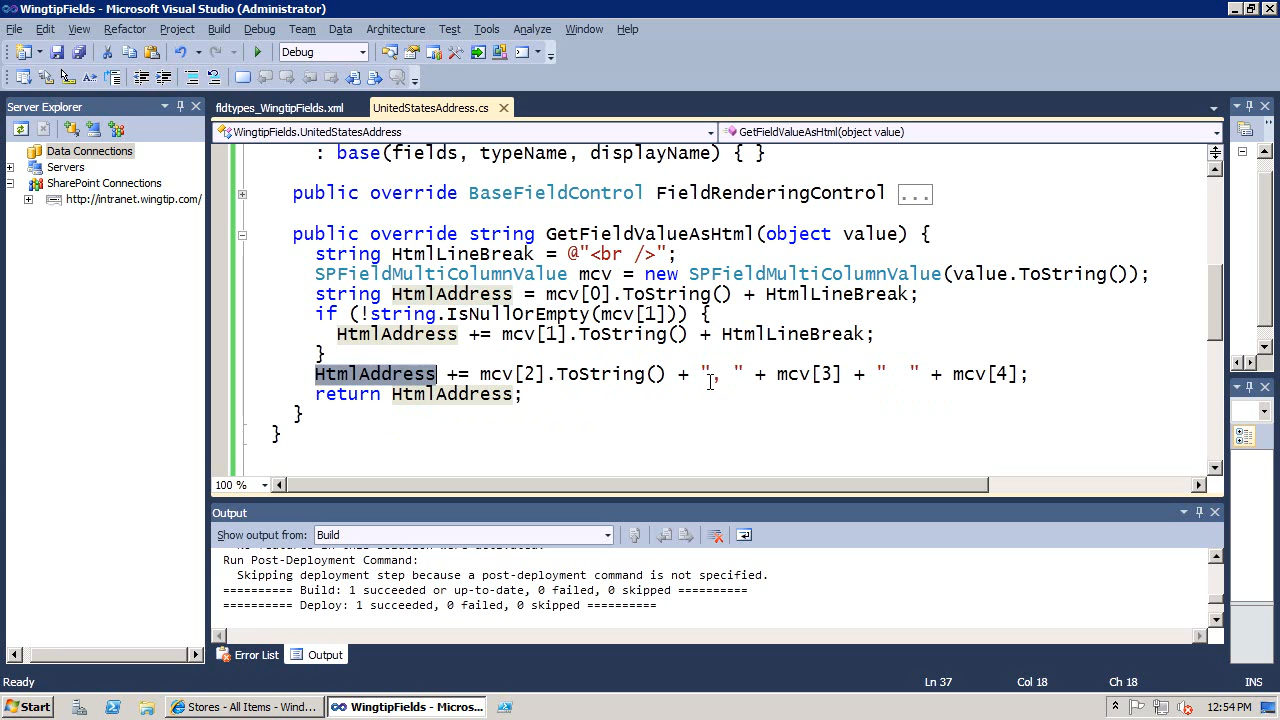 WingtipFields - Microsoft Visual Studio (Administrator)
File Edit View Refactor Project Build Debug Team Data Architecture Test Tools Analyze Window Help
Debug
Server Explorer
Data Connections
Servers
SharePoint Connections
http://intranet.wingtip.com/
fldtypes_WingtipFields.xml UnitedStatesAddress.cs
WingtipFields.UnitedStatesAddress GetFieldValueAsHtml(object value)
: base(fields, typeName, displayName) { }
public override BaseFieldControl FieldRenderingControl ...
public override string GetFieldValueAsHtml(object value) {
string HtmlLineBreak = @"<br />";
SPFieldMultiColumnValue mcv = new SPFieldMultiColumnValue(value.ToString());
string HtmlAddress = mcv[0].ToString() + HtmlLineBreak;
if (!string.IsNullOrEmpty(mcv[1])) {
HtmlAddress += mcv[1].ToString() + HtmlLineBreak;
}
HtmlAddress += mcv[2].ToString() + ", " + mcv[3] + "  " + mcv[4];
return HtmlAddress;
}
}
100 %
Output
Show output from: Build
Run Post-Deployment Command:
Skipping deployment step because a post-deployment command is not specified.
========== Build: 1 succeeded or up-to-date, 0 failed, 0 skipped ==========
========== Deploy: 1 succeeded, 0 failed, 0 skipped ==========
Error List Output
Ready Ln 37 Col 18 Ch 18 INS
Start Stores - All Items - Wind... WingtipFields - Micros... 12:54 PM